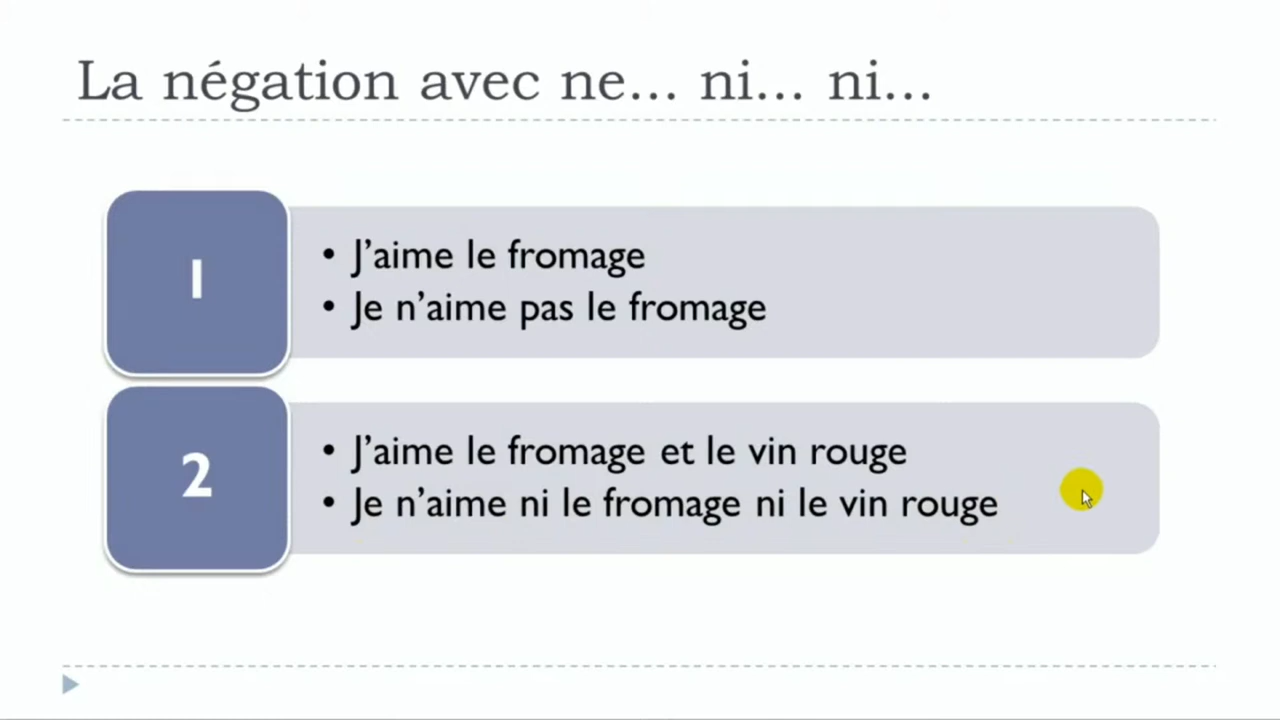 La négation avec ne... ni... ni...
1
• J’aime le fromage
• Je n’aime pas le fromage
2
• J’aime le fromage et le vin rouge
• Je n’aime ni le fromage ni le vin rouge